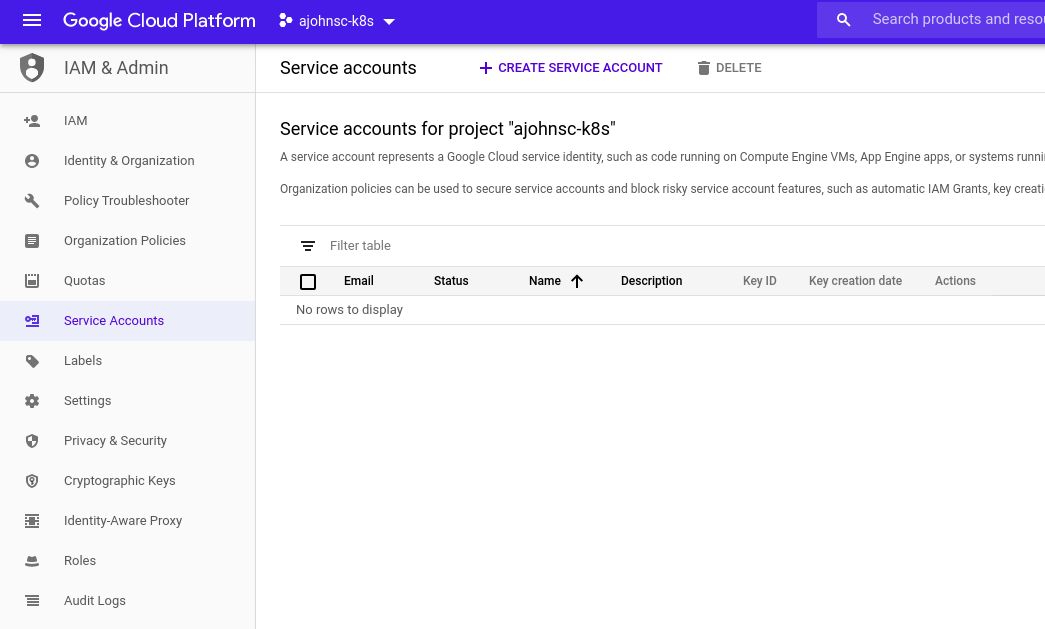 Google Cloud Platform
ajohnsc-k8s
Search products and reso
IAM & Admin
Service accounts
CREATE SERVICE ACCOUNT
DELETE
IAM
Identity & Organization
Policy Troubleshooter
Organization Policies
Quotas
Service Accounts
Labels
Settings
Privacy & Security
Cryptographic Keys
Identity-Aware Proxy
Roles
Audit Logs
Service accounts for project "ajohnsc-k8s"
A service account represents a Google Cloud service identity, such as code running on Compute Engine VMs, App Engine apps, or systems runni
Organization policies can be used to secure service accounts and block risky service account features, such as automatic IAM Grants, key creati
Filter table
Email Status Name Description Key ID Key creation date Actions
No rows to display